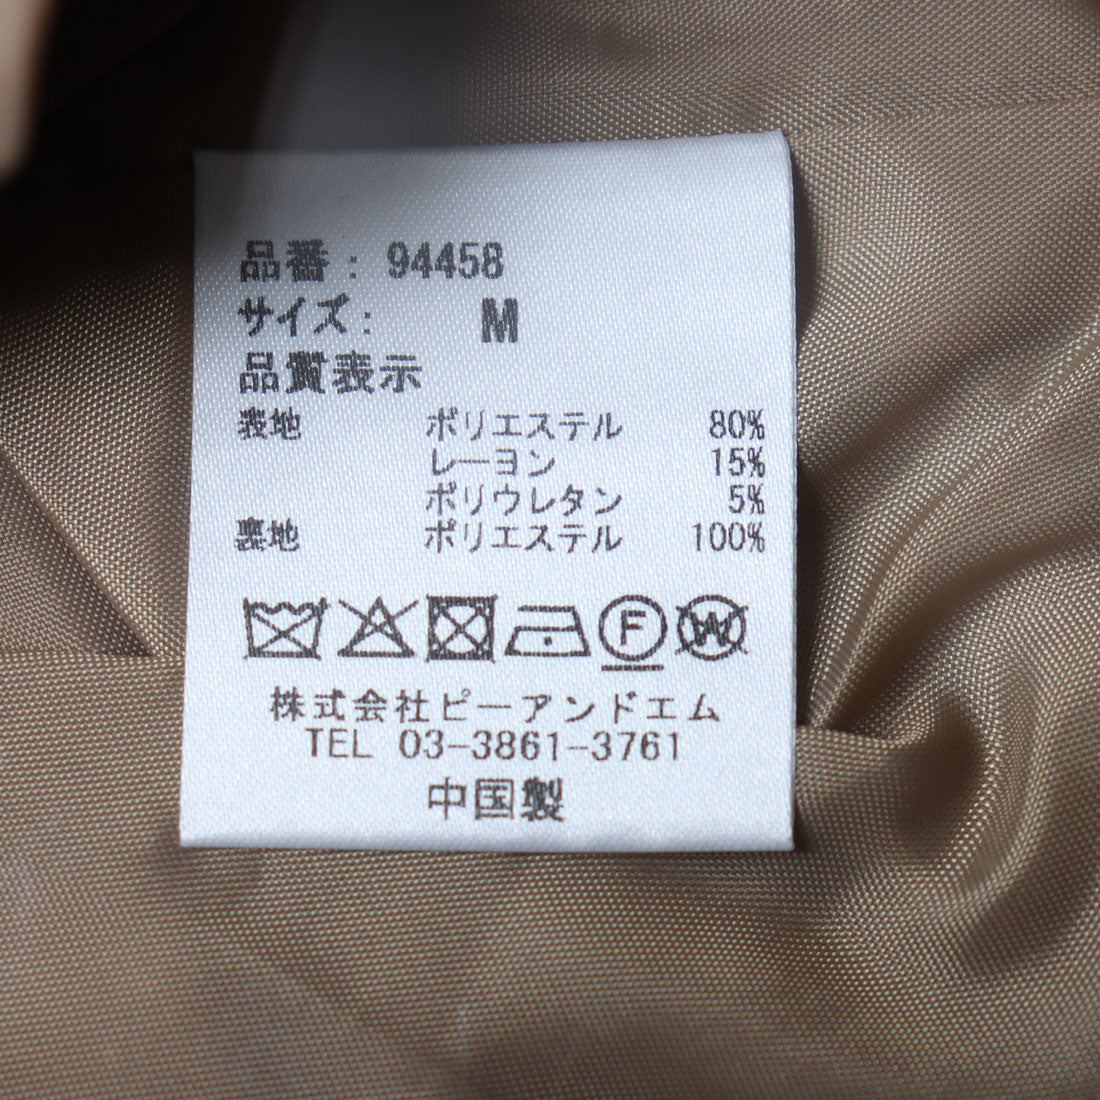 品番： 94458
サイズ： M
品質表示
表地 ポリエステル 80%
レーヨン 15%
ポリウレタン 5%
裏地 ポリエステル 100%
F W
株式会社ピーアンドエム
TEL 03-3861-3761
中国製